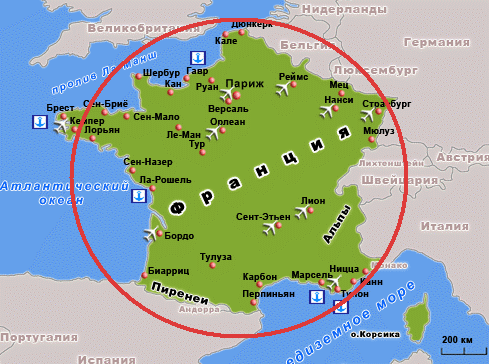 Нидерланды
Великобритания
Дюнкерк
Кале
Бельгия
Германия
пролив Ла-Манш
Гавр
Шербур
Руан
Кан
Париж
Реймс
Люксембург
Мец
Версаль
Нанси
Страсбург
Брест
Сен-Бриё
Кемпер
Сен-Мало
Орлеан
Лорьян
Ле-Ман
Мюлуз
Тур
Франция
Лихтенштейн
Австрия
Сен-Назер
Швейцария
Атлантический
океан
Ла-Рошель
Лион
Сент-Этьен
Альпы
Италия
Бордо
Тулуза
Биарриц
Карбон
Марсель
Ницца
Монако
Канн
Тулон
Пиренеи
Андорра
Перпиньян
Португалия
Испания
о.Корсика
200 км